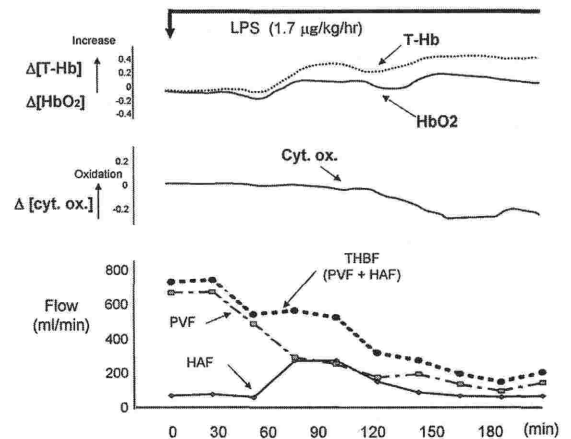 LPS (1.7 µg/kg/hr)
Increase
T-Hb
Δ[T-Hb]
Δ[HbO₂]
0.4
0.2
0
-0.2
-0.4
HbO2
Oxidation
Δ [cyt. ox.]
0.2
0
-0.2
Cyt. ox.
Flow
(ml/min)
800
600
400
200
0
THBF
(PVF + HAF)
PVF
HAF
0 30 60 90 100 120 150 180 (min)